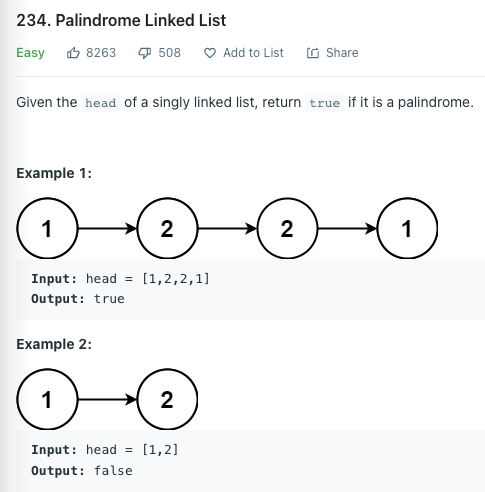 234. Palindrome Linked List
Easy 8263 508 Add to List Share
Given the head of a singly linked list, return true if it is a palindrome.
Example 1:
1 2 2 1
Input: head = [1,2,2,1]
Output: true
Example 2:
1 2
Input: head = [1,2]
Output: false